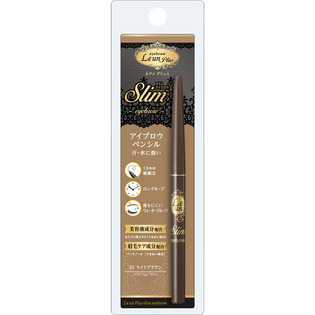 eyebrow
Leun Plus
ルアン プリュス
Slim
eyebrow
アイブロウ
ペンシル
汗・水に強い
1.5mm
極細芯
ロングキープ
落ちにくい
ウォータープルーフ
美容液成分配合
眉毛ケア成分配合
01 ライトブラウン
Le un Plus slim eyebrow
Le un
Slim
eyebrow